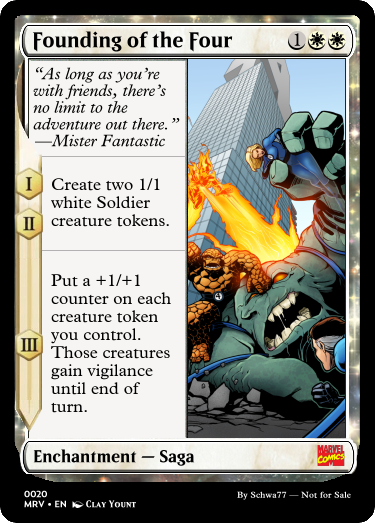 Founding of the Four 1
“As long as you’re
with friends, there’s
no limit to the
adventure out there.”
—Mister Fantastic
I
II
Create two 1/1
white Soldier
creature tokens.
III
Put a +1/+1
counter on each
creature token
you control.
Those creatures
gain vigilance
until end of
turn.
4
Enchantment — Saga
MARVEL
COMICS
0020
MRV • EN CLAY YOUNT
By Schwa77 — Not for Sale